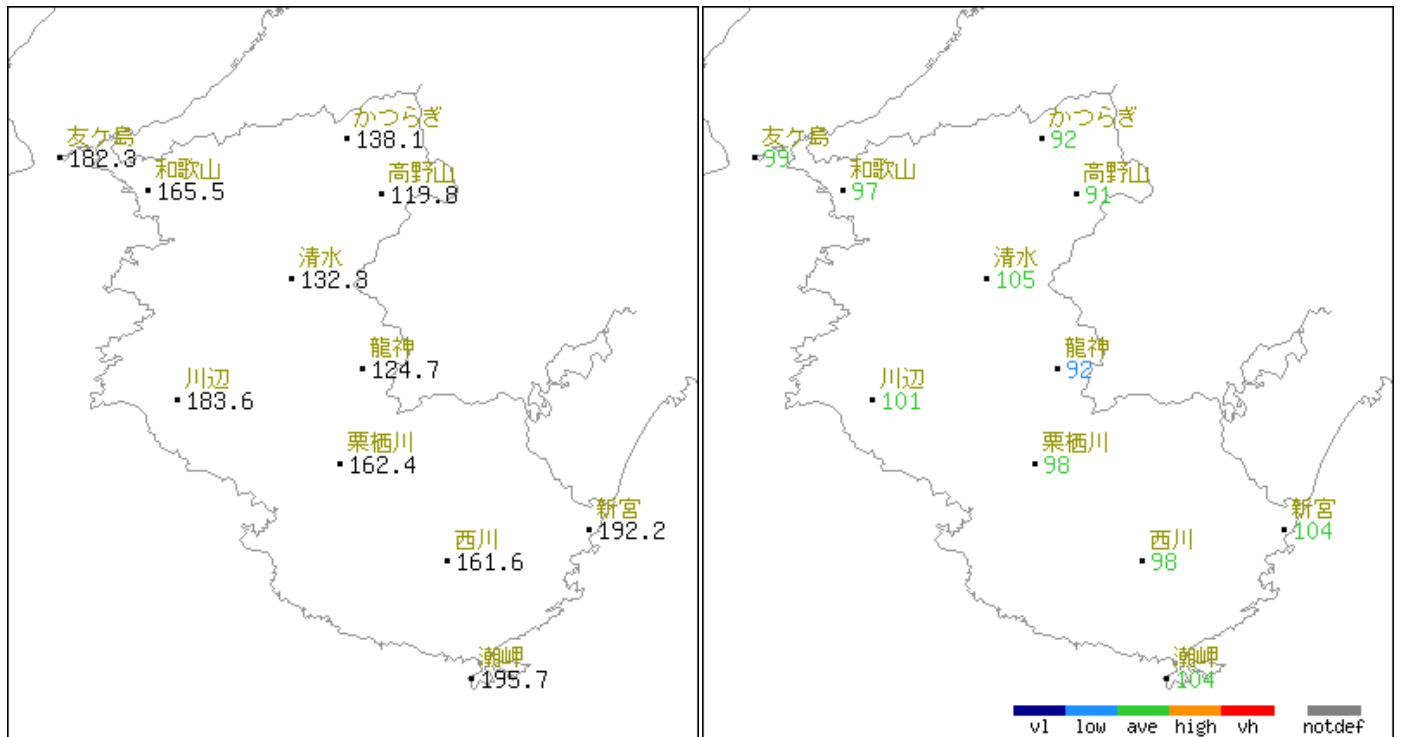 かつらぎ
138.1
友ケ島
182.3
和歌山
165.5
高野山
119.8
清水
132.3
龍神
124.7
川辺
183.6
栗栖川
162.4
新宮
192.2
西川
161.6
潮岬
195.7
かつらぎ
92
友ケ島
99
和歌山
97
高野山
91
清水
105
龍神
92
川辺
101
栗栖川
98
新宮
104
西川
98
潮岬
104
vl low ave high vh notdef